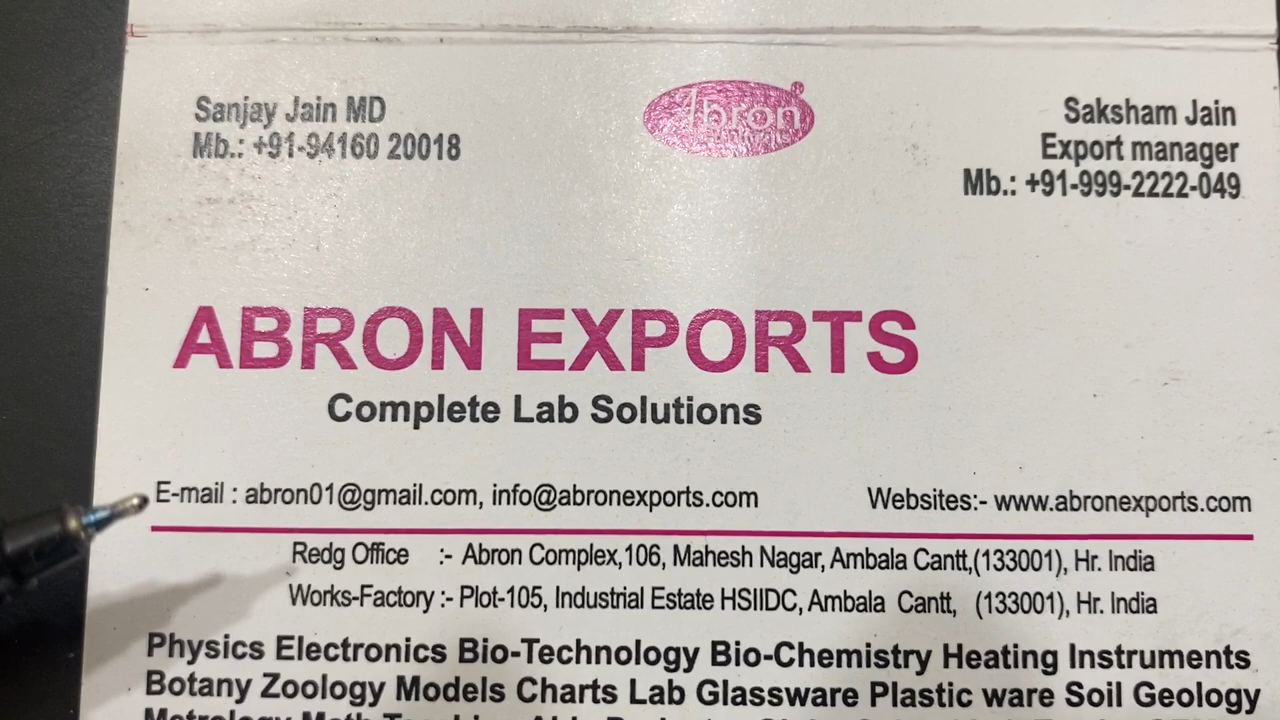 Sanjay Jain MD
Mb.: +91-94160 20018
Abron
Saksham Jain
Export manager
Mb.: +91-999-2222-049
ABRON EXPORTS
Complete Lab Solutions
E-mail : abron01@gmail.com, info@abronexports.com
Websites:- www.abronexports.com
Redg Office :- Abron Complex,106, Mahesh Nagar, Ambala Cantt,(133001), Hr. India
Works-Factory :- Plot-105, Industrial Estate HSIIDC, Ambala Cantt, (133001), Hr. India
Physics Electronics Bio-Technology Bio-Chemistry Heating Instruments
Botany Zoology Models Charts Lab Glassware Plastic ware Soil Geology